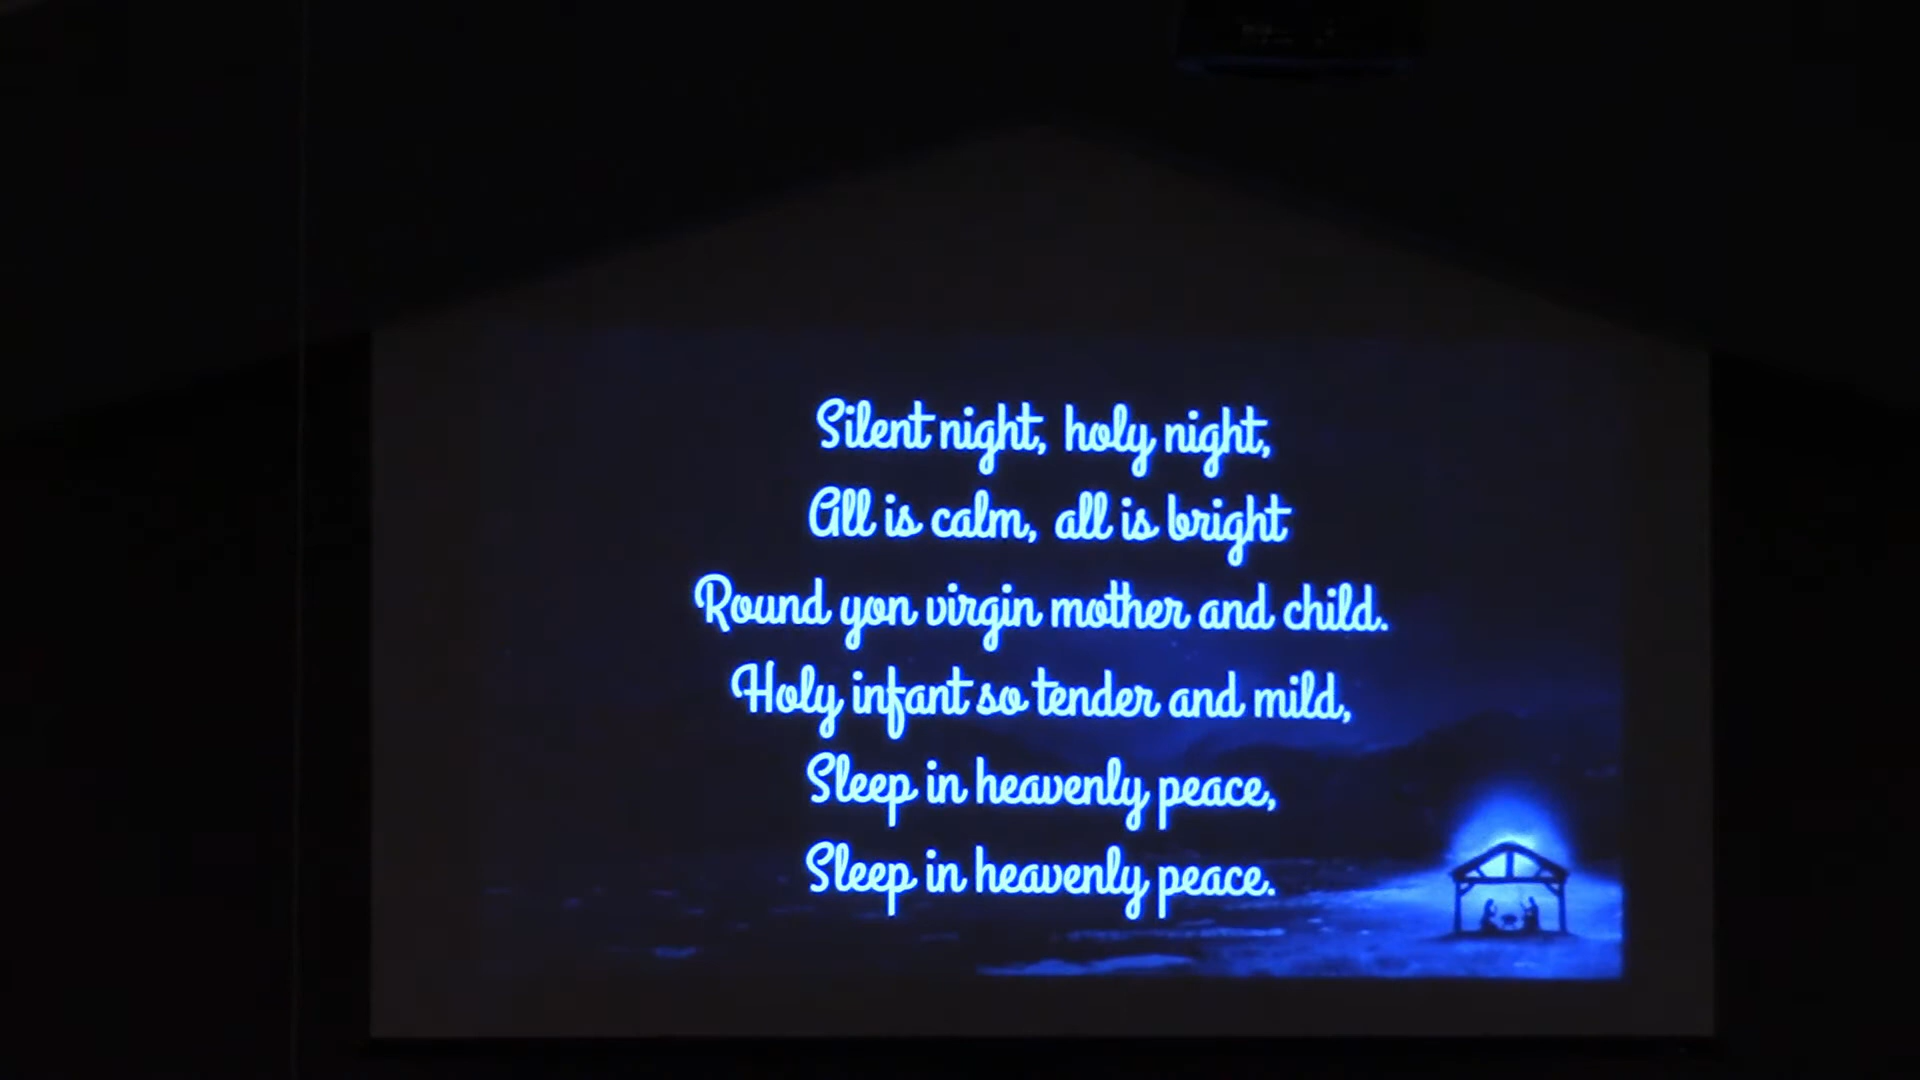 Silent night, holy night,
All is calm, all is bright
Round yon virgin mother and child.
Holy infant so tender and mild,
Sleep in heavenly peace,
Sleep in heavenly peace.